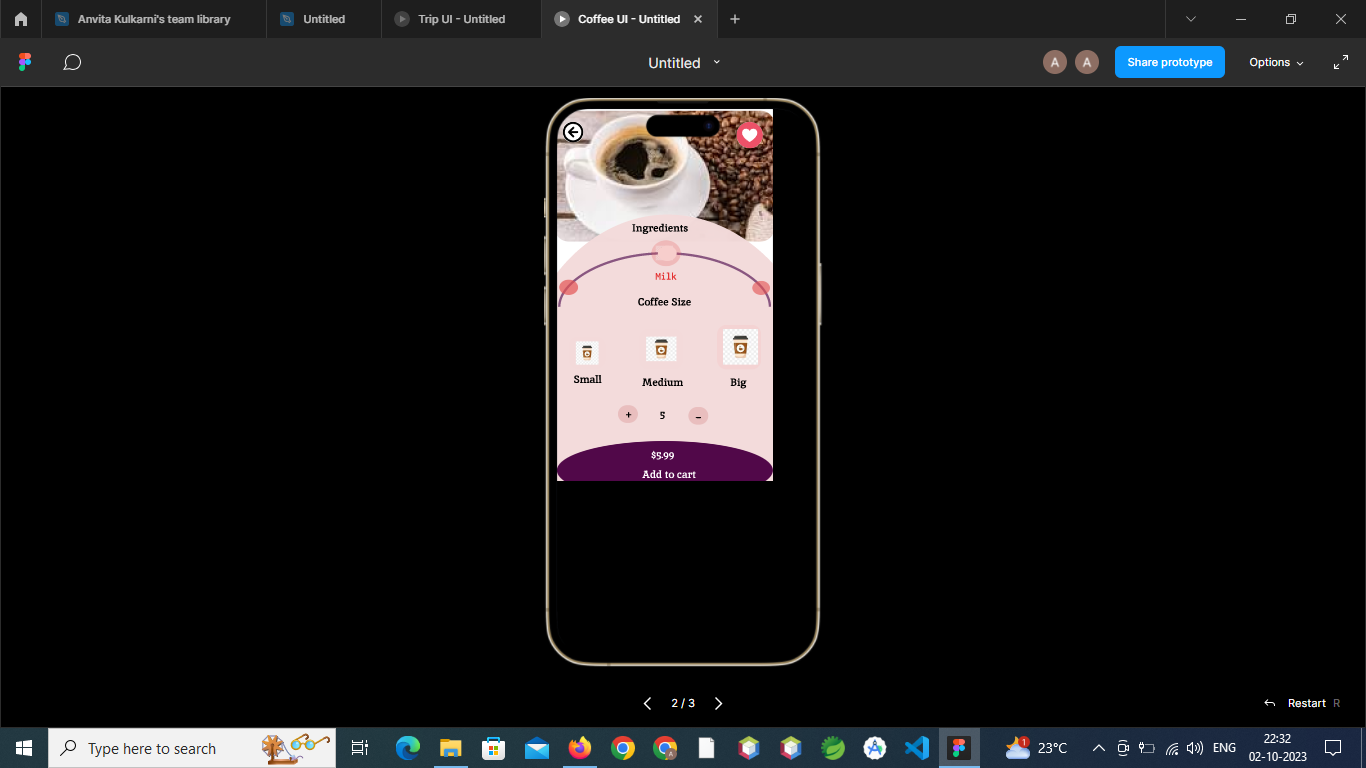 Anvita Kulkarni's team library
Untitled
Trip UI - Untitled
Coffee UI - Untitled
Untitled
A
A
Share prototype
Options
Ingredients
Milk
Coffee Size
Small
Medium
Big
+
5
-
$5.99
Add to cart
2 / 3
Restart R
Type here to search
1
23°C
ENG
22:32
02-10-2023